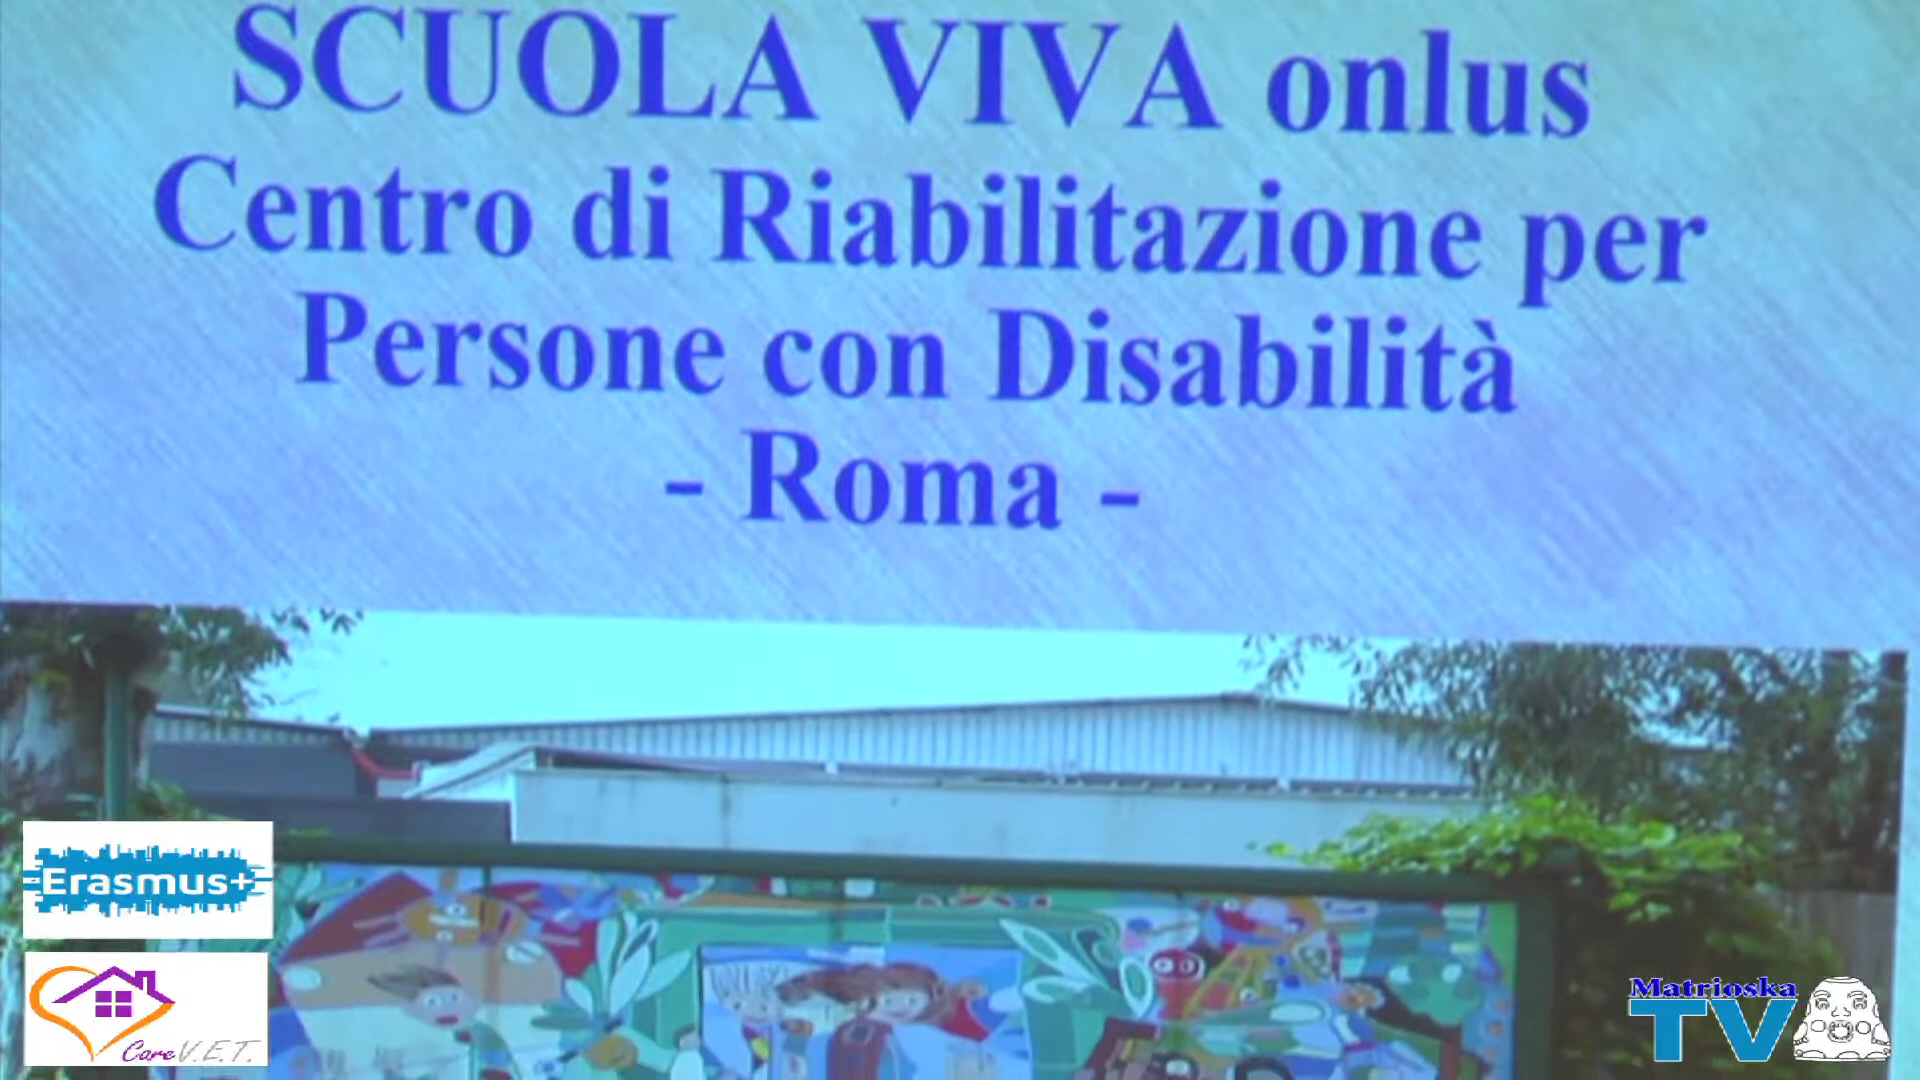 SCUOLA VIVA onlus
Centro di Riabilitazione per
Persone con Disabilità
- Roma -
Erasmus+
Care V.E.T.
Matrioska
TV